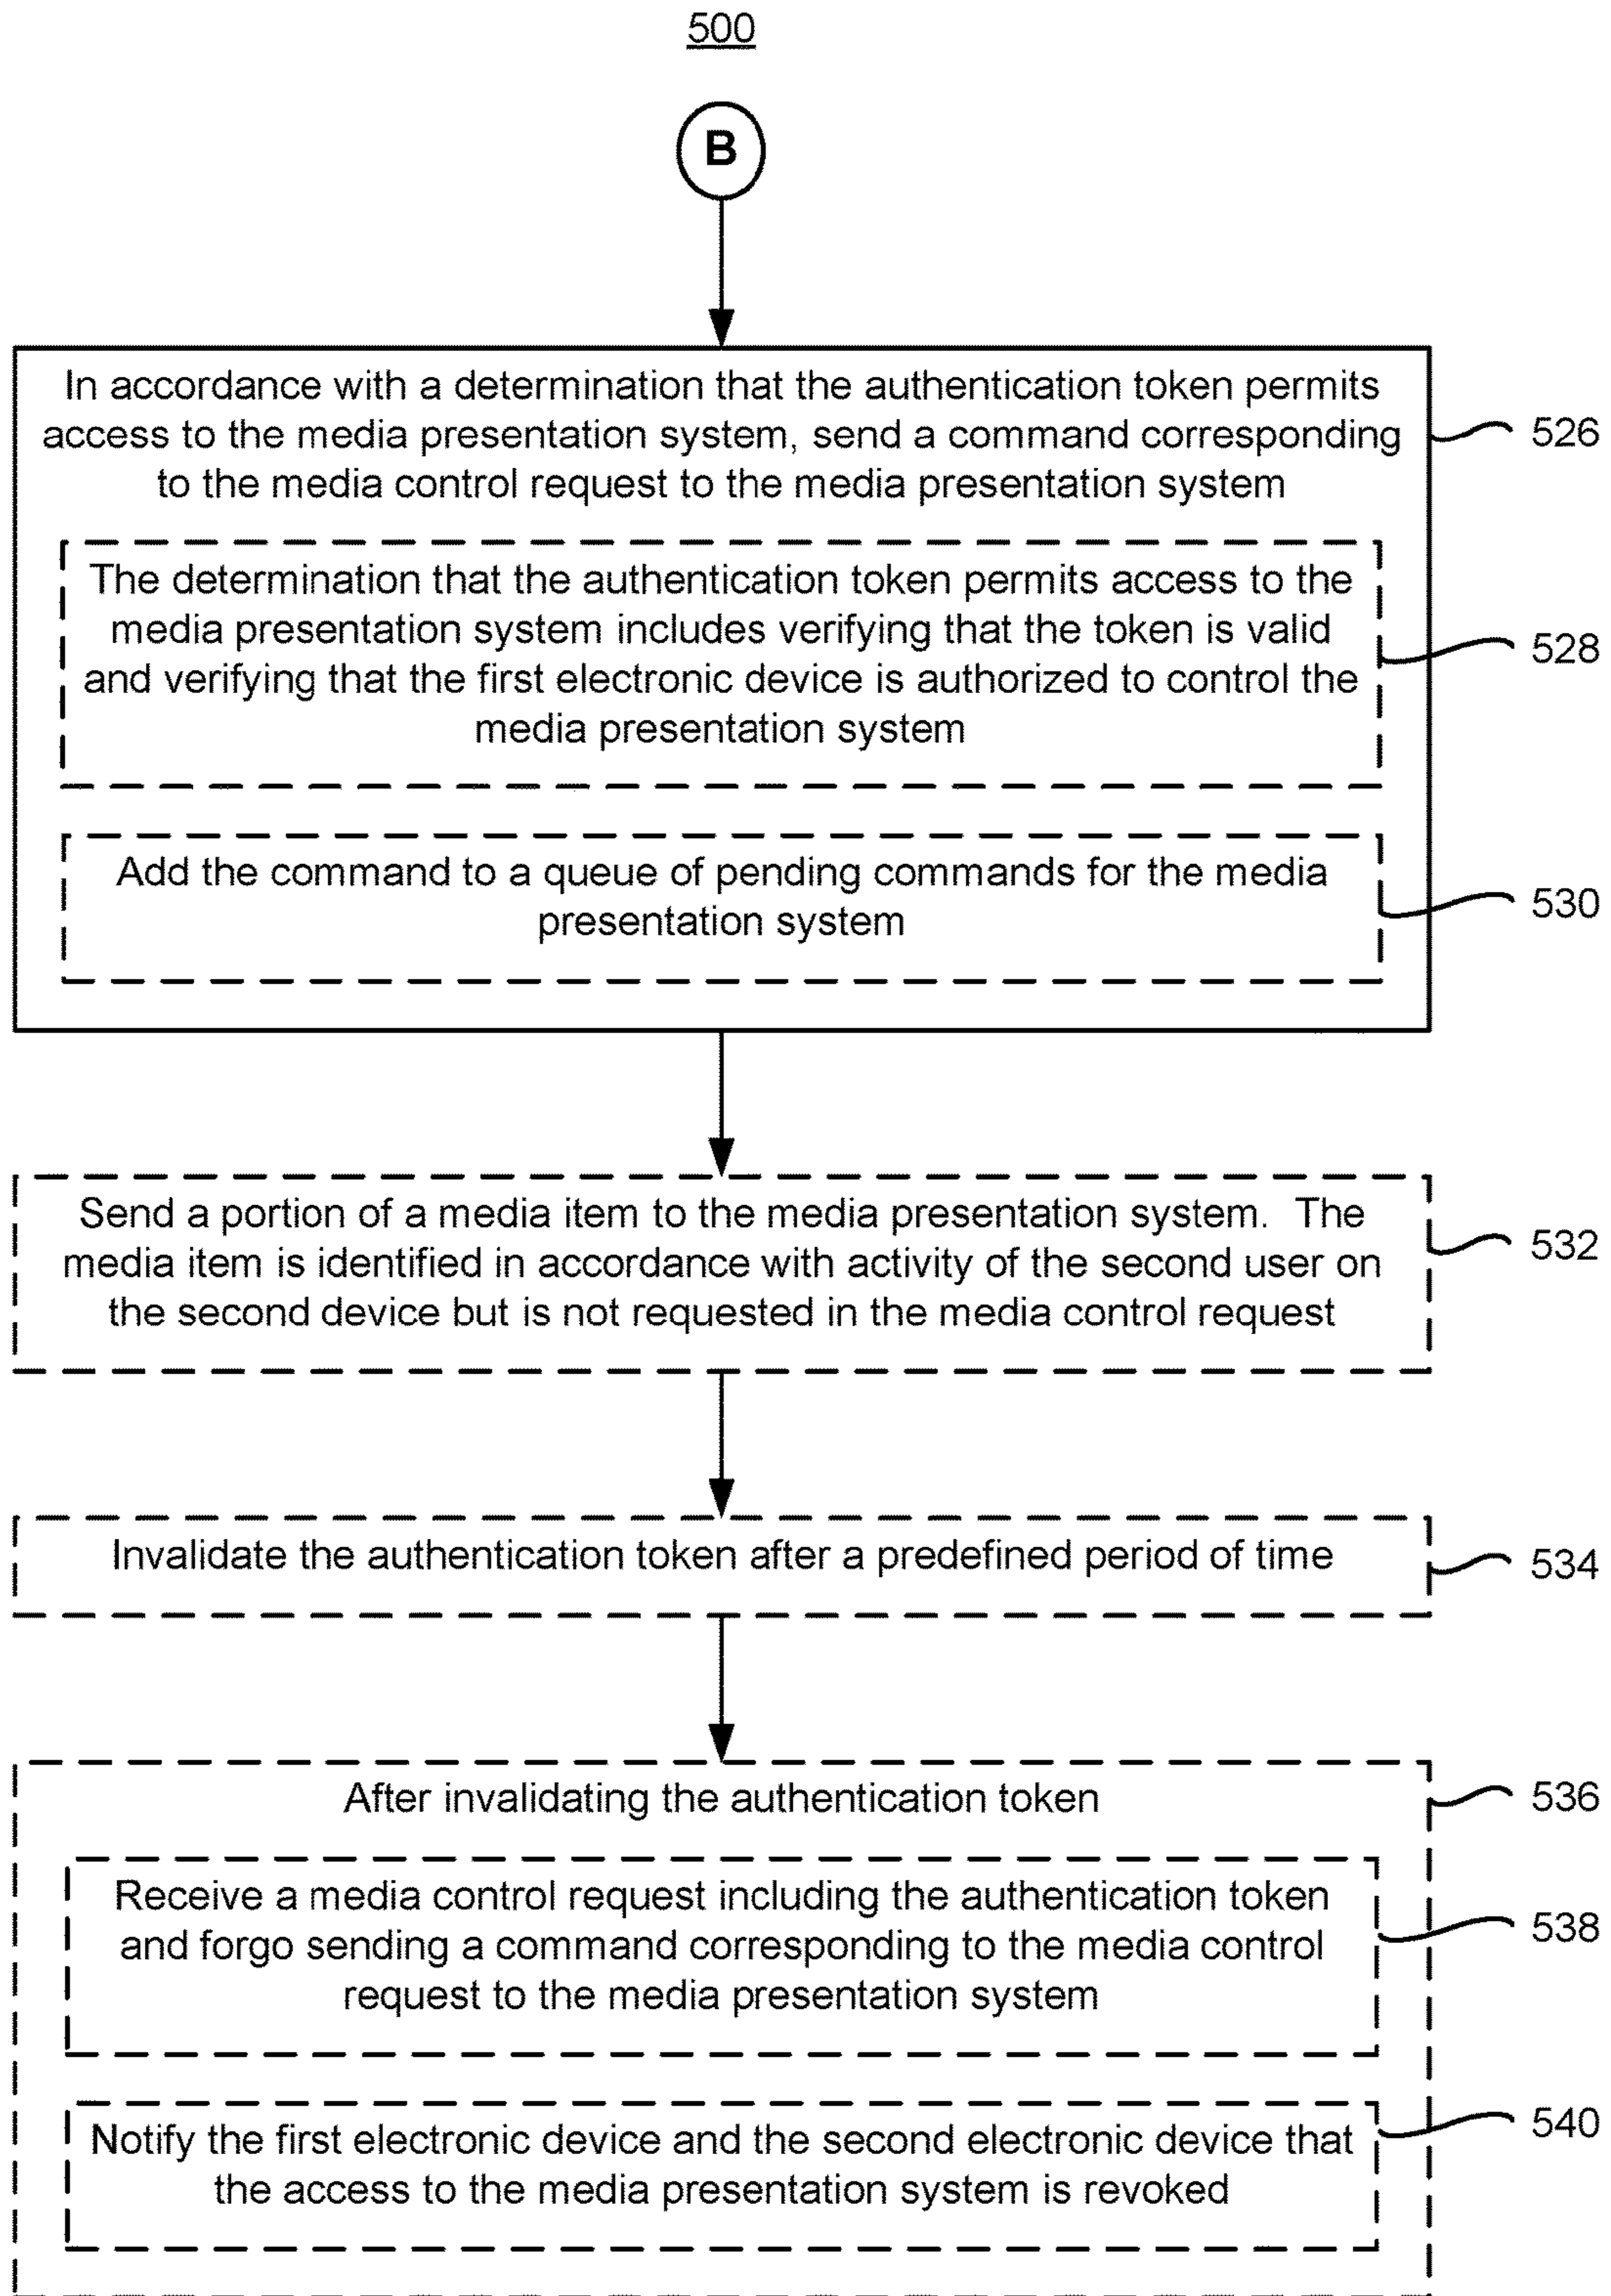 500
B
In accordance with a determination that the authentication token permits
access to the media presentation system, send a command corresponding
to the media control request to the media presentation system
526
The determination that the authentication token permits access to the
media presentation system includes verifying that the token is valid
and verifying that the first electronic device is authorized to control the
media presentation system
528
Add the command to a queue of pending commands for the media
presentation system
530
Send a portion of a media item to the media presentation system.  The
media item is identified in accordance with activity of the second user on
the second device but is not requested in the media control request
532
Invalidate the authentication token after a predefined period of time
534
After invalidating the authentication token
536
Receive a media control request including the authentication token
and forgo sending a command corresponding to the media control
request to the media presentation system
538
Notify the first electronic device and the second electronic device that
the access to the media presentation system is revoked
540